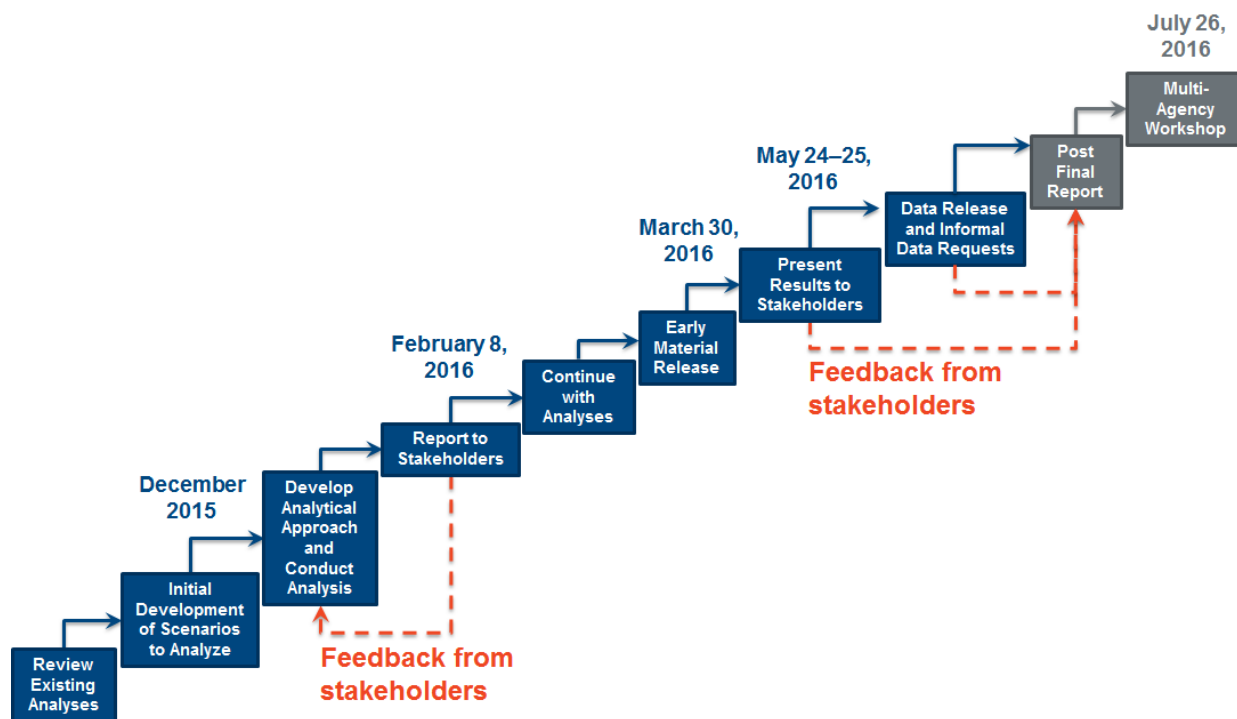 July 26,
2016
Multi-
Agency
Workshop
Post
Final
Report
May 24–25,
2016
Data Release
and Informal
Data Requests
March 30,
2016
Present
Results to
Stakeholders
Early
Material
Release
Feedback from
stakeholders
February 8,
2016
Continue
with
Analyses
Report to
Stakeholders
December
2015
Develop
Analytical
Approach
and
Conduct
Analysis
Initial
Development
of Scenarios
to Analyze
Feedback from
stakeholders
Review
Existing
Analyses